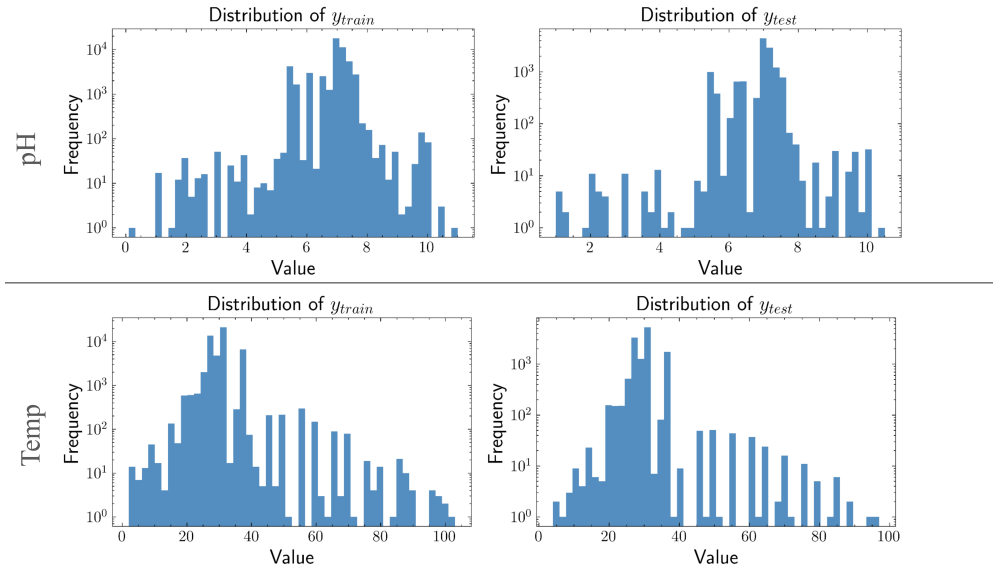 Distribution of y_train
Distribution of y_test
pH
Frequency
10^4
10^3
10^2
10^1
10^0
0 2 4 6 8 10
Value
Frequency
10^3
10^2
10^1
10^0
2 4 6 8 10
Value
Distribution of y_train
Distribution of y_test
Temp
Frequency
10^4
10^3
10^2
10^1
10^0
0 20 40 60 80 100
Value
Frequency
10^3
10^2
10^1
10^0
0 20 40 60 80 100
Value